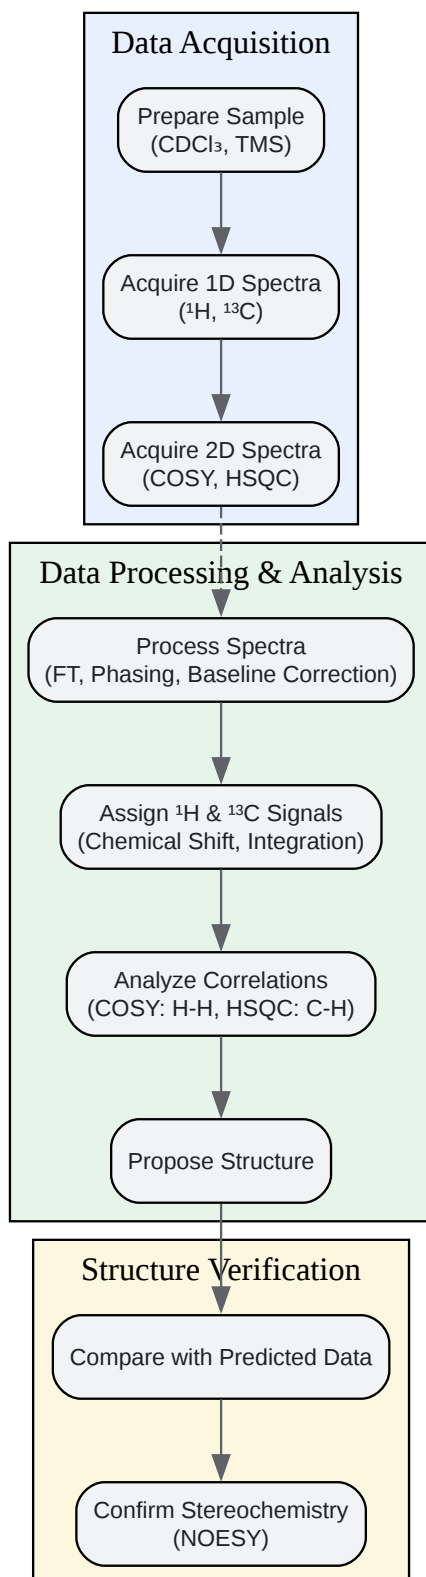 Data Acquisition
Prepare Sample
(CDCl₃, TMS)
Acquire 1D Spectra
(¹H, ¹³C)
Acquire 2D Spectra
(COSY, HSQC)
Data Processing & Analysis
Process Spectra
(FT, Phasing, Baseline Correction)
Assign ¹H & ¹³C Signals
(Chemical Shift, Integration)
Analyze Correlations
(COSY: H-H, HSQC: C-H)
Propose Structure
Structure Verification
Compare with Predicted Data
Confirm Stereochemistry
(NOESY)